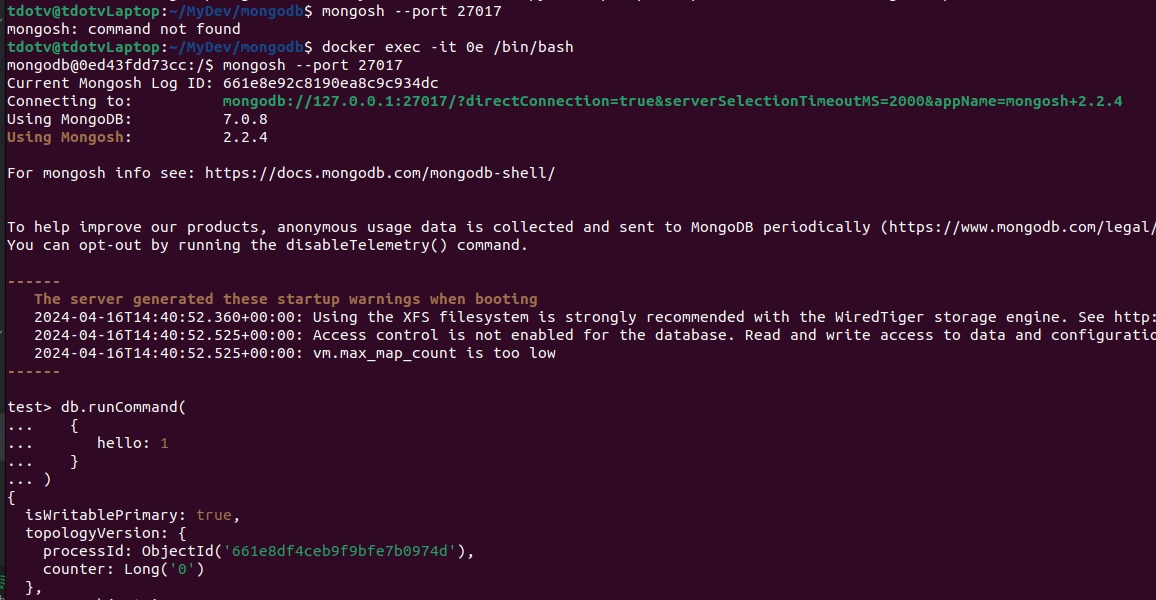 tdotv@tdotvLaptop:~/MyDev/mongodb$ mongosh --port 27017
mongosh: command not found
tdotv@tdotvLaptop:~/MyDev/mongodb$ docker exec -it 0e /bin/bash
mongodb@0ed43fdd73cc:/$ mongosh --port 27017
Current Mongosh Log ID: 661e8e92c8190ea8c9c934dc
Connecting to:          mongodb://127.0.0.1:27017/?directConnection=true&serverSelectionTimeoutMS=2000&appName=mongosh+2.2.4
Using MongoDB:          7.0.8
Using Mongosh:          2.2.4

For mongosh info see: https://docs.mongodb.com/mongodb-shell/


To help improve our products, anonymous usage data is collected and sent to MongoDB periodically (https://www.mongodb.com/legal/
You can opt-out by running the disableTelemetry() command.

------
   The server generated these startup warnings when booting
   2024-04-16T14:40:52.360+00:00: Using the XFS filesystem is strongly recommended with the WiredTiger storage engine. See http:
   2024-04-16T14:40:52.525+00:00: Access control is not enabled for the database. Read and write access to data and configuratio
   2024-04-16T14:40:52.525+00:00: vm.max_map_count is too low
------

test> db.runCommand(
...    {
...       hello: 1
...    }
... )
{
  isWritablePrimary: true,
  topologyVersion: {
    processId: ObjectId('661e8df4ceb9f9bfe7b0974d'),
    counter: Long('0')
  },